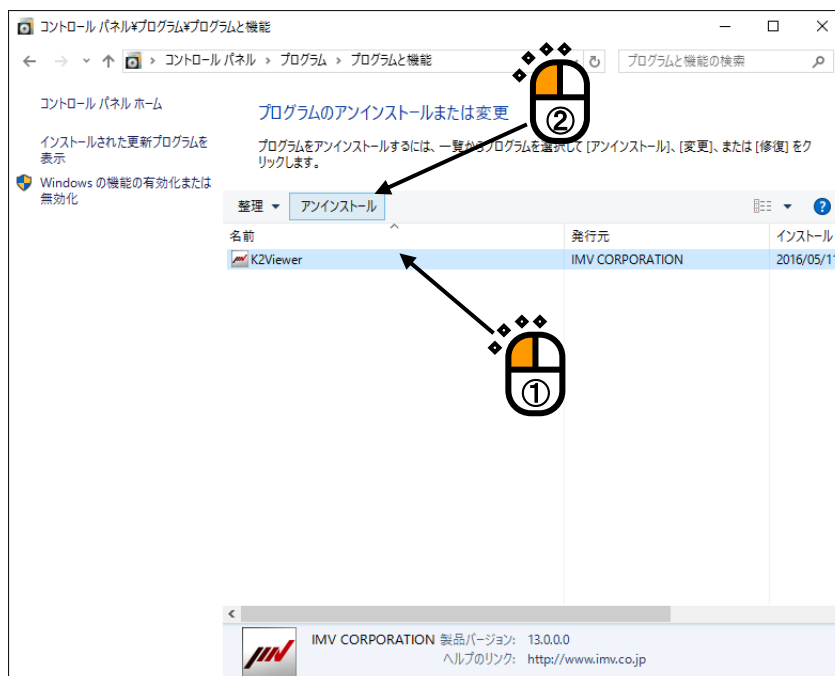 コントロール パネル¥プログラム¥プログラムと機能
コントロール パネル › プログラム › プログラムと機能
プログラムと機能の検索
コントロール パネル ホーム
インストールされた更新プログラムを
表示
Windows の機能の有効化または
無効化
プログラムのアンインストールまたは変更
プログラムをアンインストールするには、一覧からプログラムを選択して [アンインストール]、[変更]、または [修復] をク
リックします。
整理 アンインストール
名前 発行元 インストール
K2Viewer IMV CORPORATION 2016/05/11
②
①
IMV CORPORATION 製品バージョン: 13.0.0.0
ヘルプのリンク: http://www.imv.co.jp